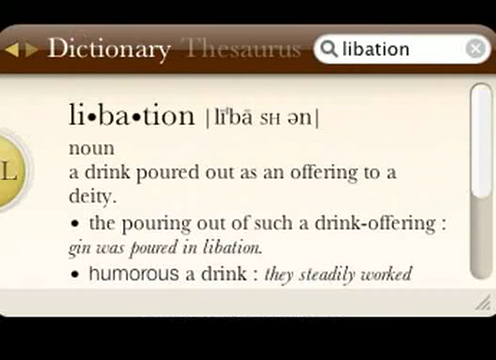 Dictionary Thesaurus libation
li•ba•tion |līˈbā SH ən|
noun
a drink poured out as an offering to a
deity.
L
• the pouring out of such a drink-offering :
gin was poured in libation.
• humorous a drink : they steadily worked